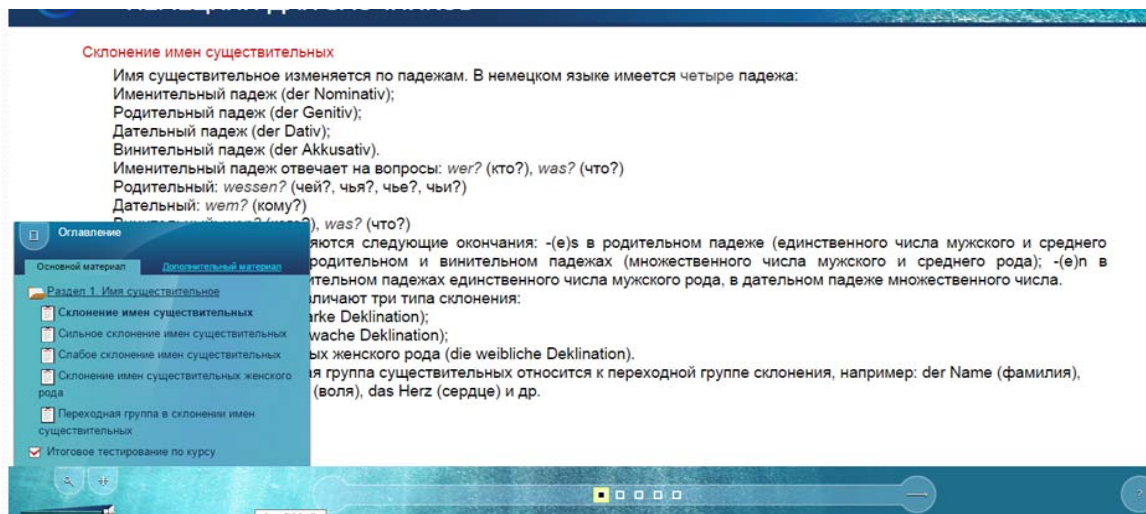 Склонение имен существительных
Имя существительное изменяется по падежам. В немецком языке имеется четыре падежа:
Именительный падеж (der Nominativ);
Родительный падеж (der Genitiv);
Дательный падеж (der Dativ);
Винительный падеж (der Akkusativ).
Именительный падеж отвечает на вопросы: wer? (кто?), was? (что?)
Родительный: wessen? (чей?, чья?, чье?, чьи?)
Дательный: wem? (кому?)
), was? (что?)
яются следующие окончания: -(e)s в родительном падеже (единственного числа мужского и среднего
родительном и винительном падежах (множественного числа мужского и среднего рода); -(e)n в
ительном падежах единственного числа мужского рода, в дательном падеже множественного числа.
личают три типа склонения:
rke Deklination);
wache Deklination);
ых женского рода (die weibliche Deklination).
ая группа существительных относится к переходной группе склонения, например: der Name (фамилия),
(воля), das Herz (сердце) и др.
Оглавление
Основной материал Дополнительный материал
Раздел 1. Имя существительное
Склонение имен существительных
Сильное склонение имен существительных
Слабое склонение имен существительных
Склонение имен существительных женского
рода
Переходная группа в склонении имен
существительных
Итоговое тестирование по курсу